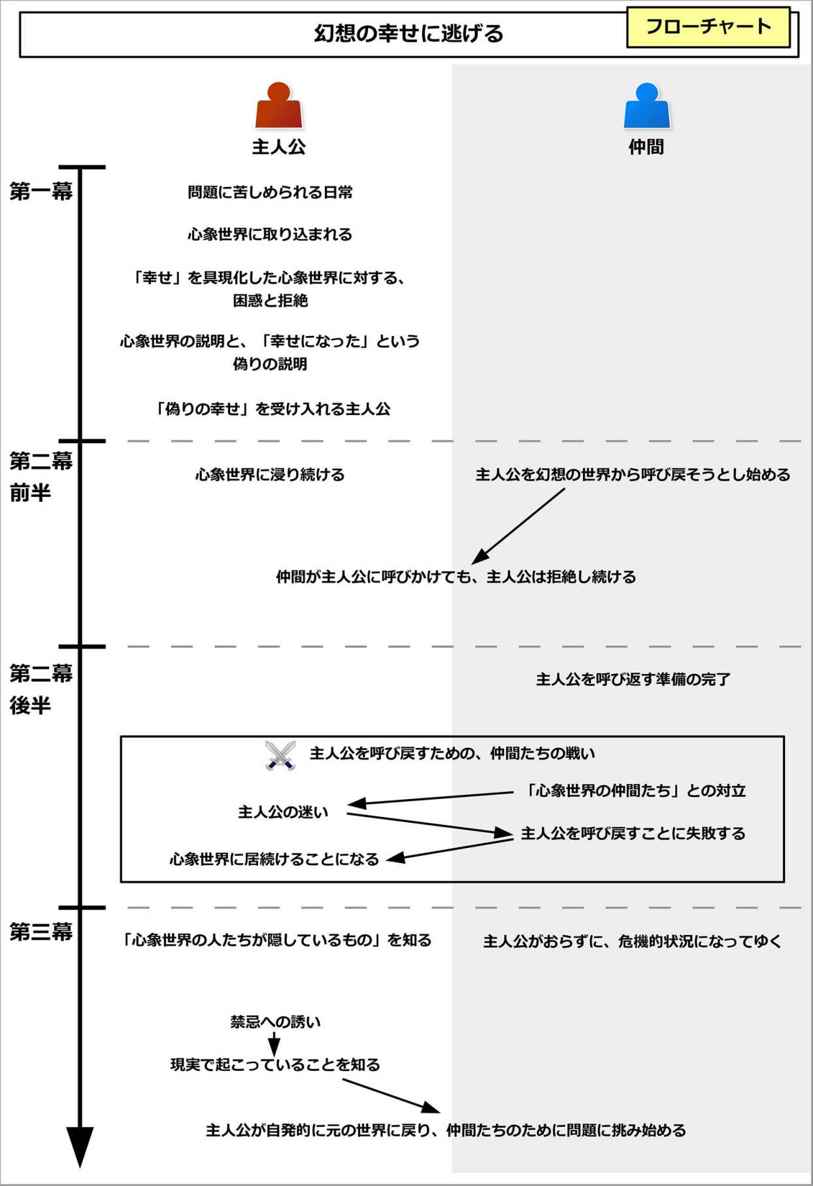 幻想の幸せに逃げる
フローチャート
主人公
仲間
第一幕
問題に苦しめられる日常
心象世界に取り込まれる
「幸せ」を具現化した心象世界に対する、
困惑と拒絶
心象世界の説明と、「幸せになった」という
偽りの説明
「偽りの幸せ」を受け入れる主人公
第二幕
前半
心象世界に浸り続ける
主人公を幻想の世界から呼び戻そうとし始める
仲間が主人公に呼びかけても、主人公は拒絶し続ける
第二幕
後半
主人公を呼び返す準備の完了
主人公を呼び戻すための、仲間たちの戦い
「心象世界の仲間たち」との対立
主人公の迷い
主人公を呼び戻すことに失敗する
心象世界に居続けることになる
第三幕
「心象世界の人たちが隠しているもの」を知る
主人公がおらずに、危機的状況になってゆく
禁忌への誘い
現実で起こっていることを知る
主人公が自発的に元の世界に戻り、仲間たちのために問題に挑み始める